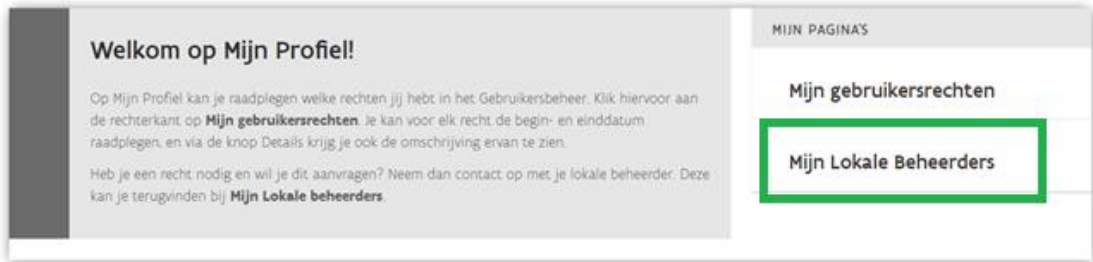 Welkom op Mijn Profiel!
Op Mijn Profiel kan je raadplegen welke rechten jij hebt in het Gebruikersbeheer. Klik hiervoor aan
de rechterkant op Mijn gebruikersrechten. Je kan voor elk recht de begin- en einddatum
raadplegen, en via de knop Details krijg je ook de omschrijving ervan te zien.
Heb je een recht nodig en wil je dit aanvragen? Neem dan contact op met je lokale beheerder. Deze
kan je terugvinden bij Mijn Lokale beheerders.
MIJN PAGINA'S
Mijn gebruikersrechten
Mijn Lokale Beheerders